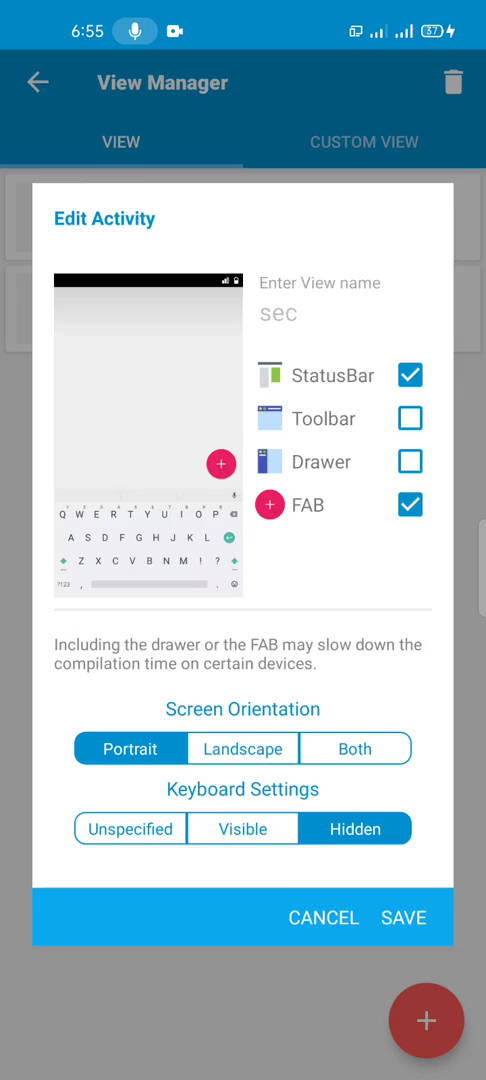 6:55
37
View Manager
VIEW
CUSTOM VIEW
Edit Activity
Enter View name
sec
StatusBar
Toolbar
Drawer
FAB
Q W E R T Y U I O P
A S D F G H J K L
Z X C V B N M ! ?
?123 , .
Including the drawer or the FAB may slow down the
compilation time on certain devices.
Screen Orientation
Portrait Landscape Both
Keyboard Settings
Unspecified Visible Hidden
CANCEL SAVE